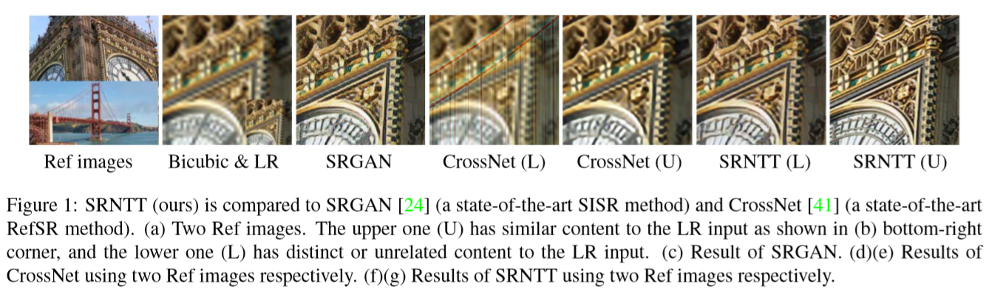 Ref images Bicubic & LR SRGAN CrossNet (L) CrossNet (U) SRNTT (L) SRNTT (U)
Figure 1: SRNTT (ours) is compared to SRGAN [24] (a state-of-the-art SISR method) and CrossNet [41] (a state-of-the-art
RefSR method). (a) Two Ref images. The upper one (U) has similar content to the LR input as shown in (b) bottom-right
corner, and the lower one (L) has distinct or unrelated content to the LR input. (c) Result of SRGAN. (d)(e) Results of
CrossNet using two Ref images respectively. (f)(g) Results of SRNTT using two Ref images respectively.